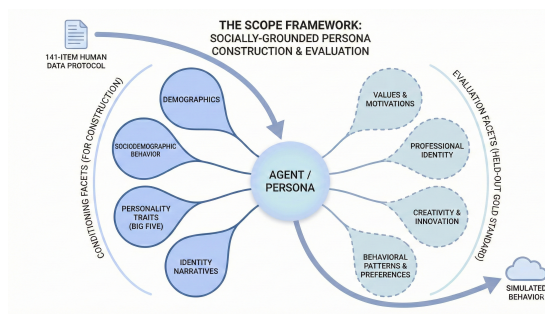 THE SCOPE FRAMEWORK:
SOCIALLY-GROUNDED PERSONA
CONSTRUCTION & EVALUATION
141-ITEM HUMAN
DATA PROTOCOL
CONDITIONING FACETS (FOR CONSTRUCTION)
DEMOGRAPHICS
SOCIODEMOGRAPHIC
BEHAVIOR
PERSONALITY
TRAITS
(BIG FIVE)
IDENTITY
NARRATIVES
AGENT /
PERSONA
VALUES &
MOTIVATIONS
PROFESSIONAL
IDENTITY
CREATIVITY &
INNOVATION
BEHAVIORAL
PATTERNS &
PREFERENCES
EVALUATION FACETS (HELD-OUT GOLD STANDARD)
SIMULATED
BEHAVIOR